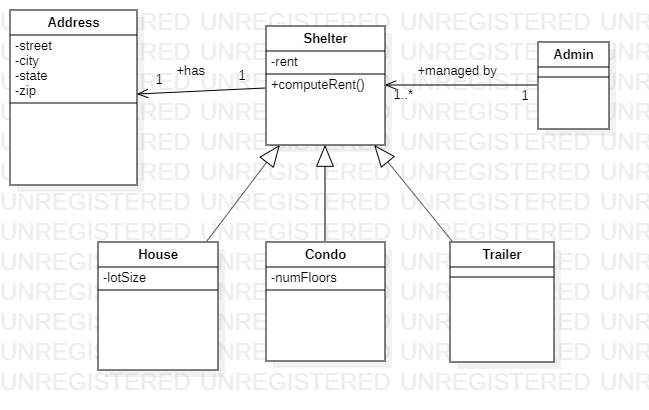 Address
-street
-city
-state
-zip
1
+has
1
Shelter
-rent
+computeRent()
+managed by
1..*
1
Admin
House
-lotSize
Condo
-numFloors
Trailer
UNREGISTERED UNREGISTERED UNREGISTERED UNREGISTERED